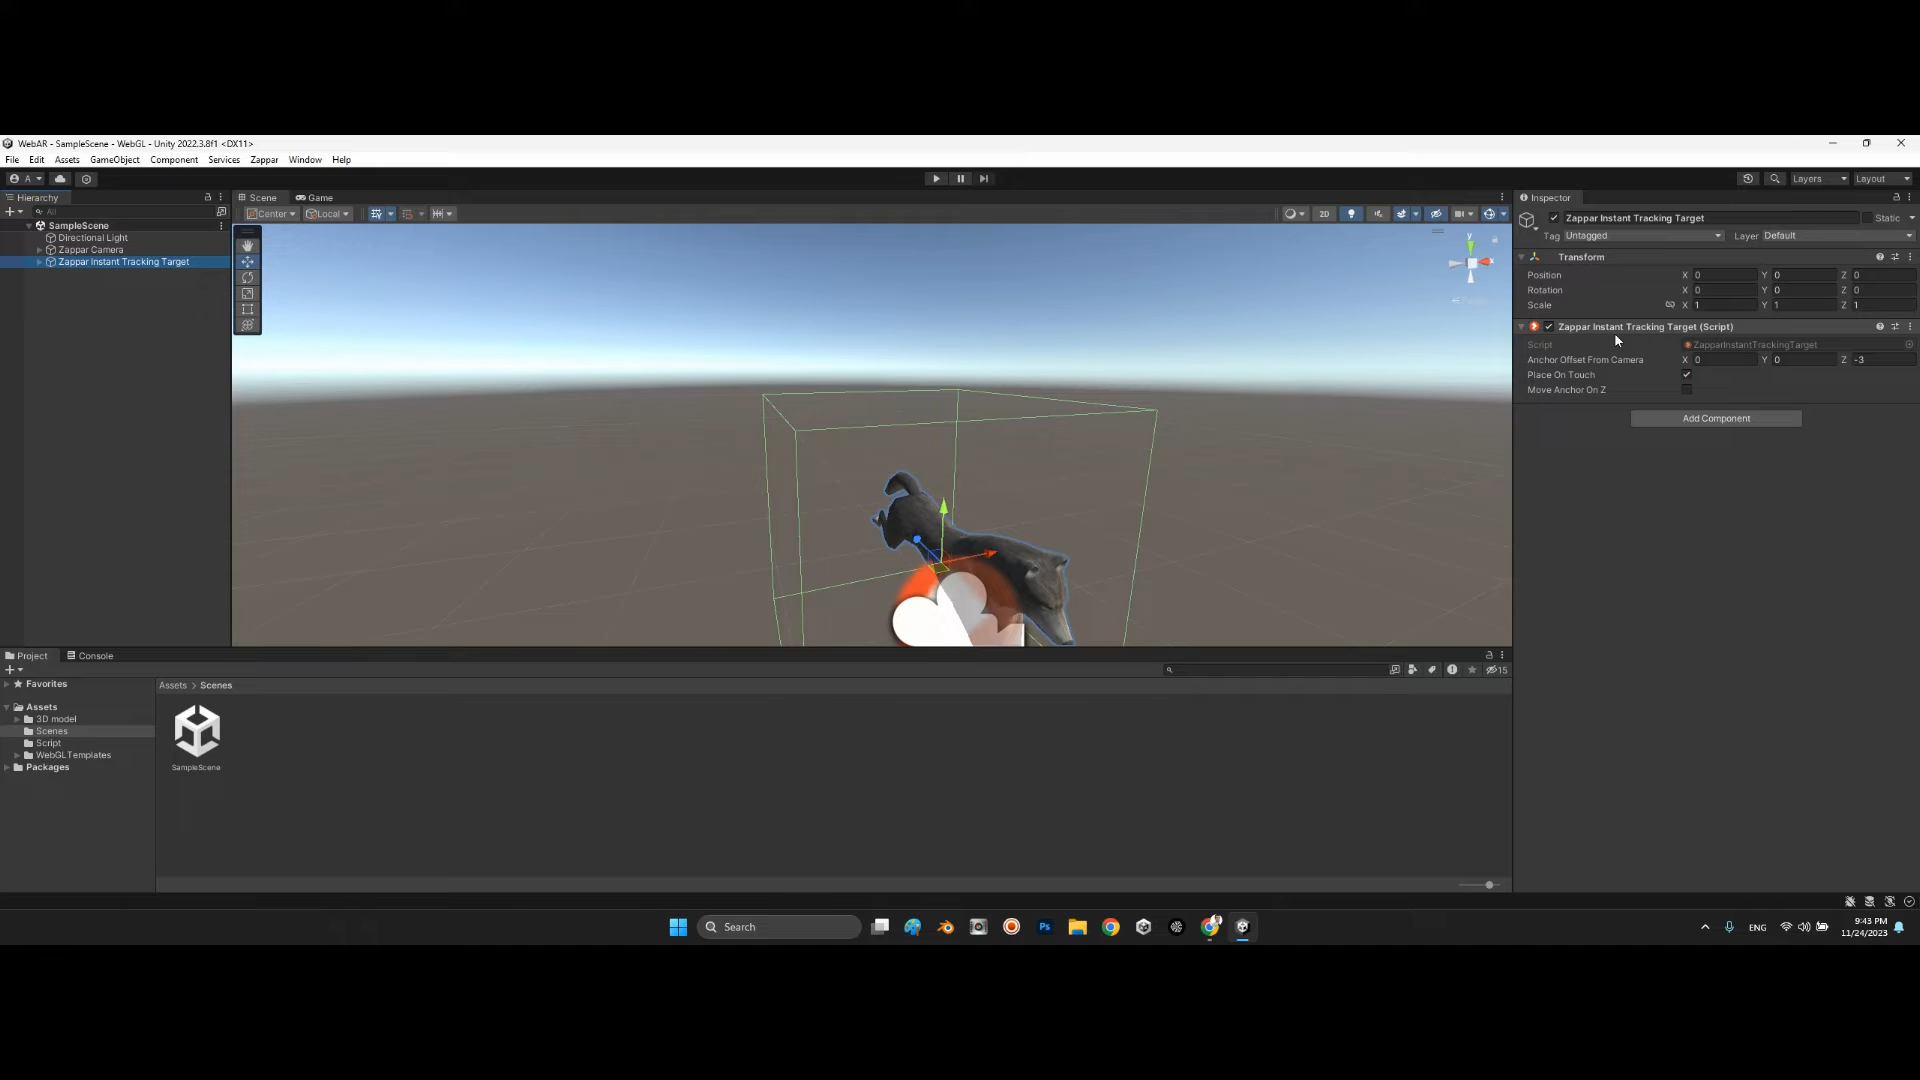 WebAR - SampleScene - WebGL - Unity 2022.3.8f1 <DX11>
File Edit Assets GameObject Component Services Zappar Window Help
A
Layers Layout
Hierarchy
All
SampleScene
Directional Light
Zappar Camera
Zappar Instant Tracking Target
Scene Game
Center Local
2D
y
x
Inspector
Zappar Instant Tracking Target Static
Tag Untagged Layer Default
Transform
Position X 0 Y 0 Z 0
Rotation X 0 Y 0 Z 0
Scale X 1 Y 1 Z 1
Zappar Instant Tracking Target (Script)
Script ZapparInstantTrackingTarget
Anchor Offset From Camera X 0 Y 0 Z -3
Place On Touch
Move Anchor On Z
Add Component
Project Console
15
Favorites
Assets
3D model
Scenes
Script
WebGLTemplates
Packages
Assets > Scenes
SampleScene
Search
Ps
ENG
9:43 PM
11/24/2023